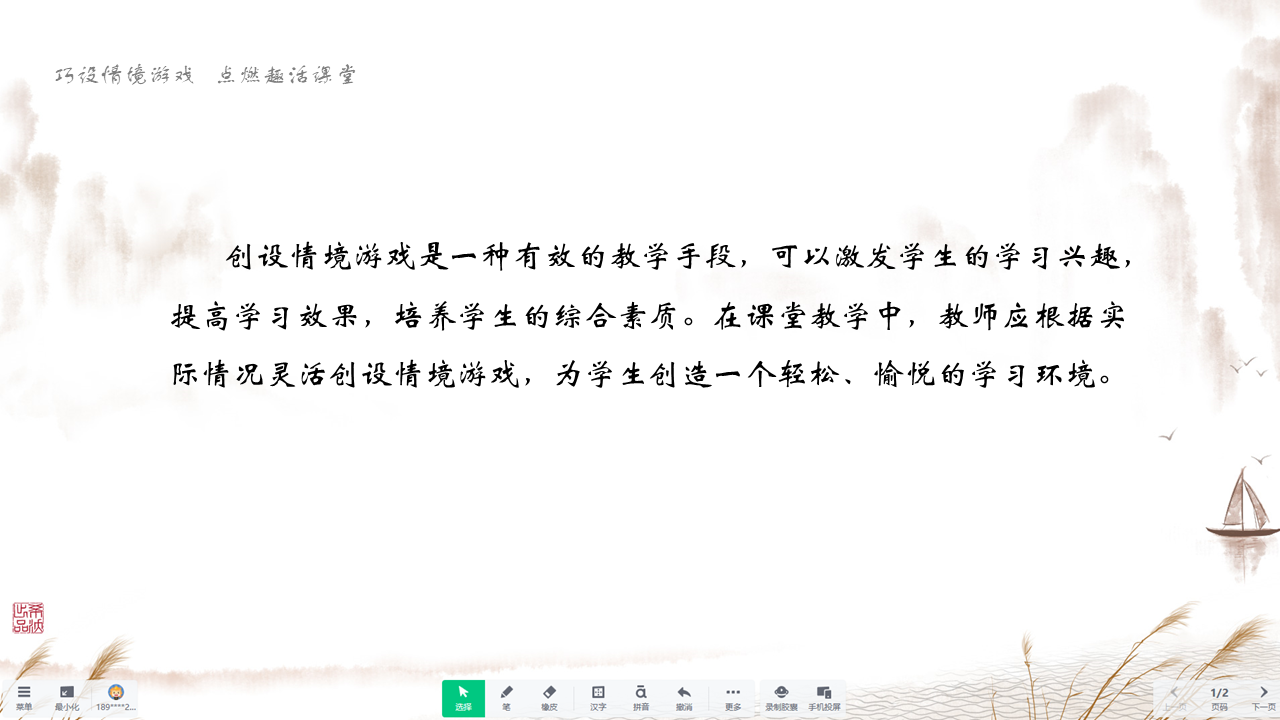 巧设情境游戏 点燃趣活课堂
创设情境游戏是一种有效的教学手段，可以激发学生的学习兴趣，
提高学习效果，培养学生的综合素质。在课堂教学中，教师应根据实
际情况灵活创设情境游戏，为学生创造一个轻松、愉悦的学习环境。
菜单 最小化 189****2... 选择 笔 橡皮 汉字 拼音 撤消 更多 录制胶囊 手机投屏 1/2 页码 下一页